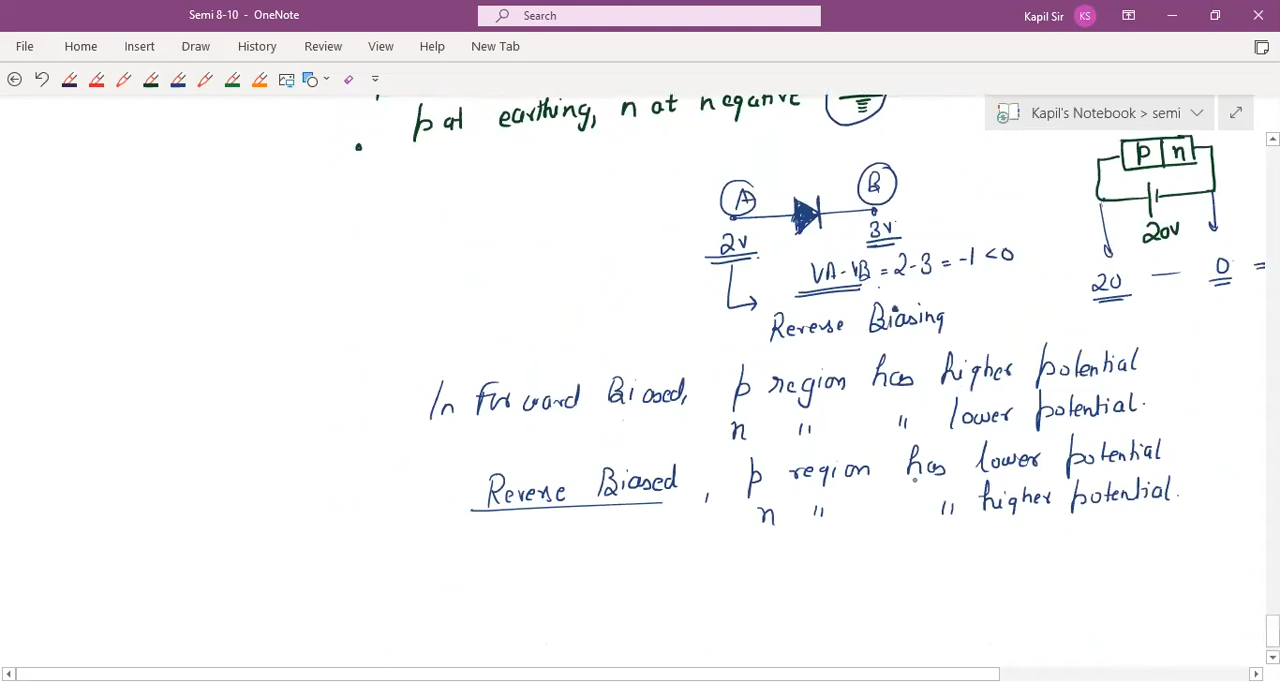 Semi 8-10 - OneNote
Search
Kapil Sir
KS
File Home Insert Draw History Review View Help New Tab
Kapil's Notebook > semi
p at earthing, n at negative
p n
20V
20 — 0 =
A B
2v 3v
VA-VB = 2-3 = -1 < 0
Reverse Biasing
In Forward Biased, p region has higher potential
n " " lower potential.
Reverse Biased, p region has lower potential
n " " higher potential.